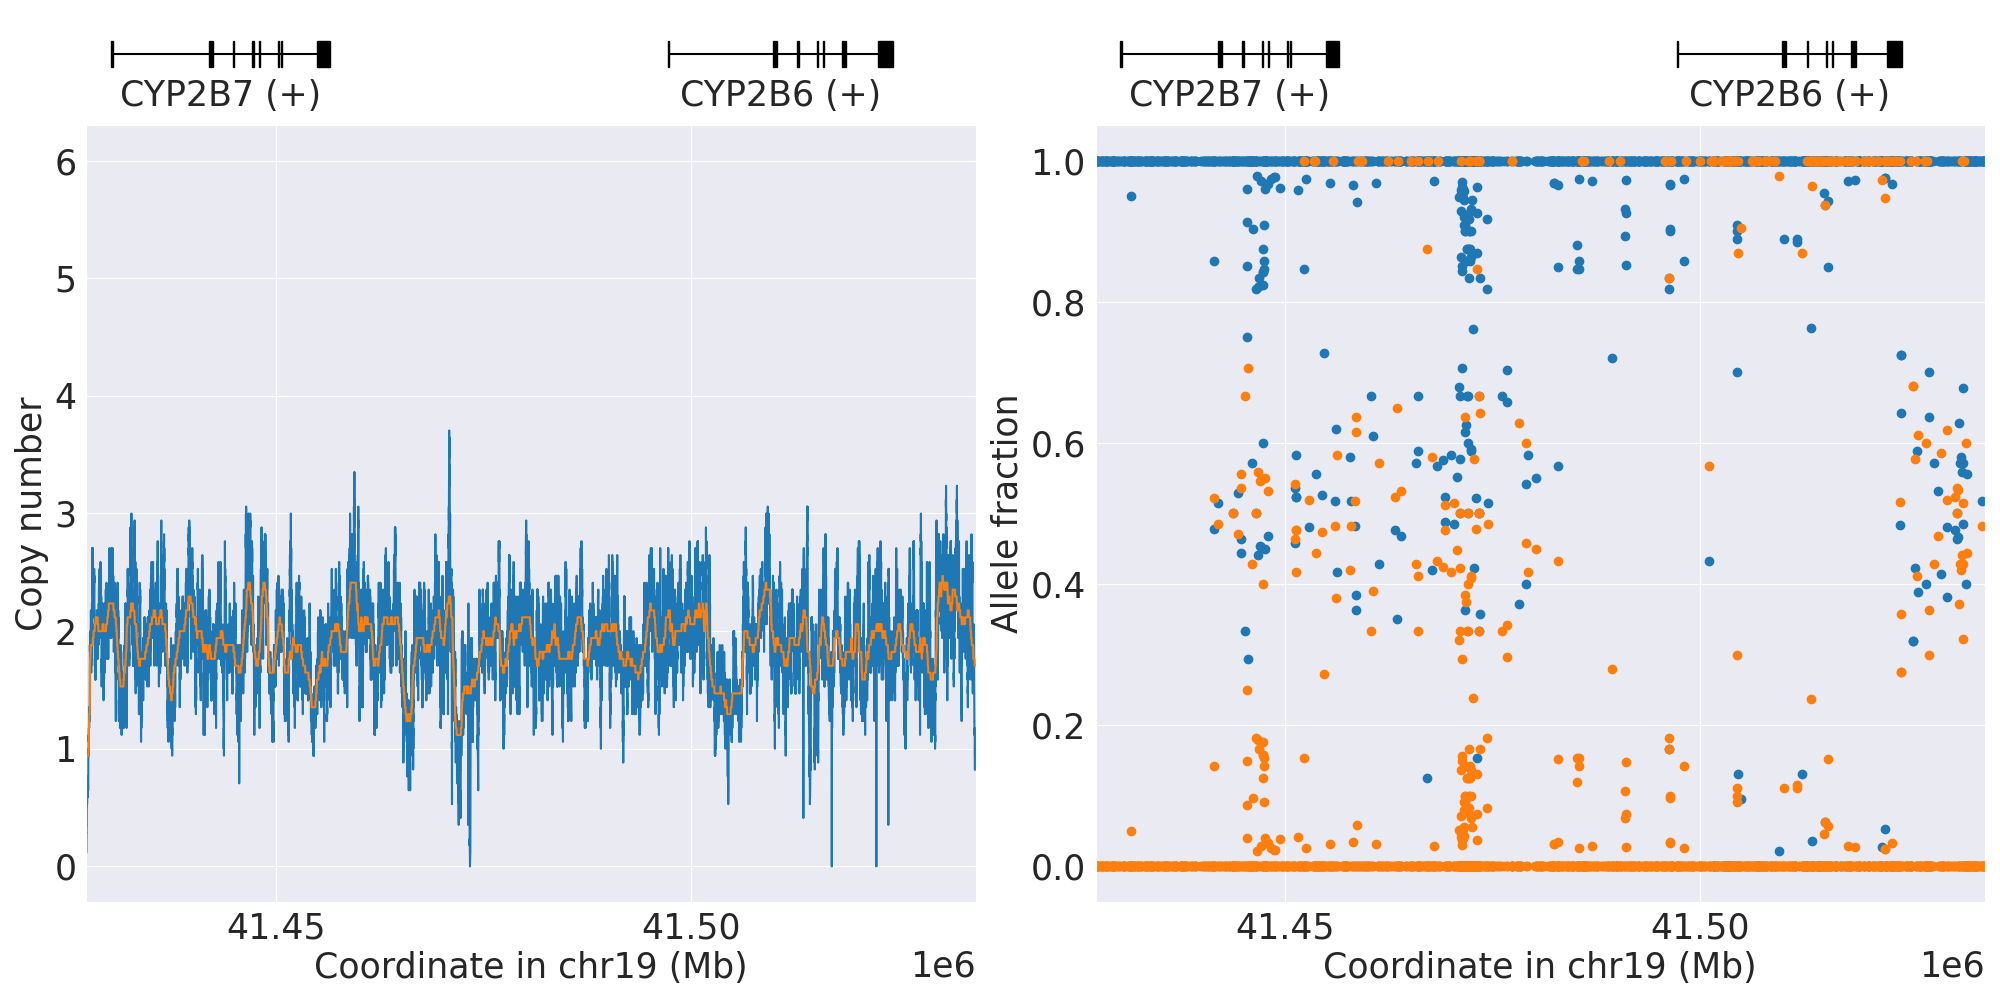 CYP2B7 (+)
CYP2B6 (+)
CYP2B7 (+)
CYP2B6 (+)
6
5
4
3
2
1
0
Copy number
41.45
41.50
Coordinate in chr19 (Mb)
1e6
1.0
0.8
0.6
0.4
0.2
0.0
Allele fraction
41.45
41.50
Coordinate in chr19 (Mb)
1e6